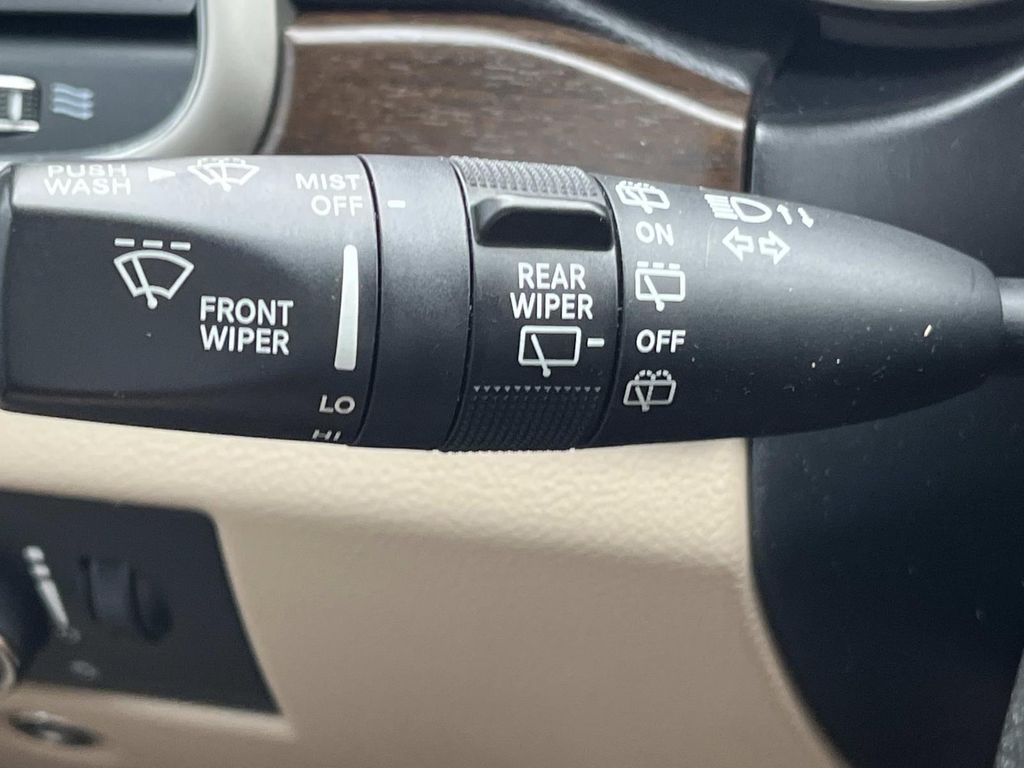 PUSH
WASH
MIST
OFF
FRONT
WIPER
LO
HI
REAR
WIPER
ON
OFF